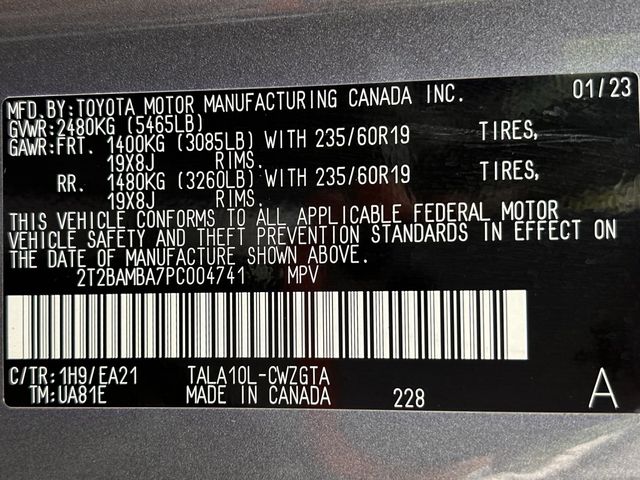 MFD.BY:TOYOTA MOTOR MANUFACTURING CANADA INC. 01/23
GVWR:2480KG (5465LB)
GAWR:FRT. 1400KG (3085LB) WITH 235/60R19 TIRES,
19X8J RIMS.
RR. 1480KG (3260LB) WITH 235/60R19 TIRES,
19X8J RIMS.
THIS VEHICLE CONFORMS TO ALL APPLICABLE FEDERAL MOTOR
VEHICLE SAFETY AND THEFT PREVENTION STANDARDS IN EFFECT ON
THE DATE OF MANUFACTURE SHOWN ABOVE.
2T2BAMBA7PC004741 MPV
C/TR:1H9/EA21 TALA10L-CWZGTA
TM:UA81E MADE IN CANADA 228 A